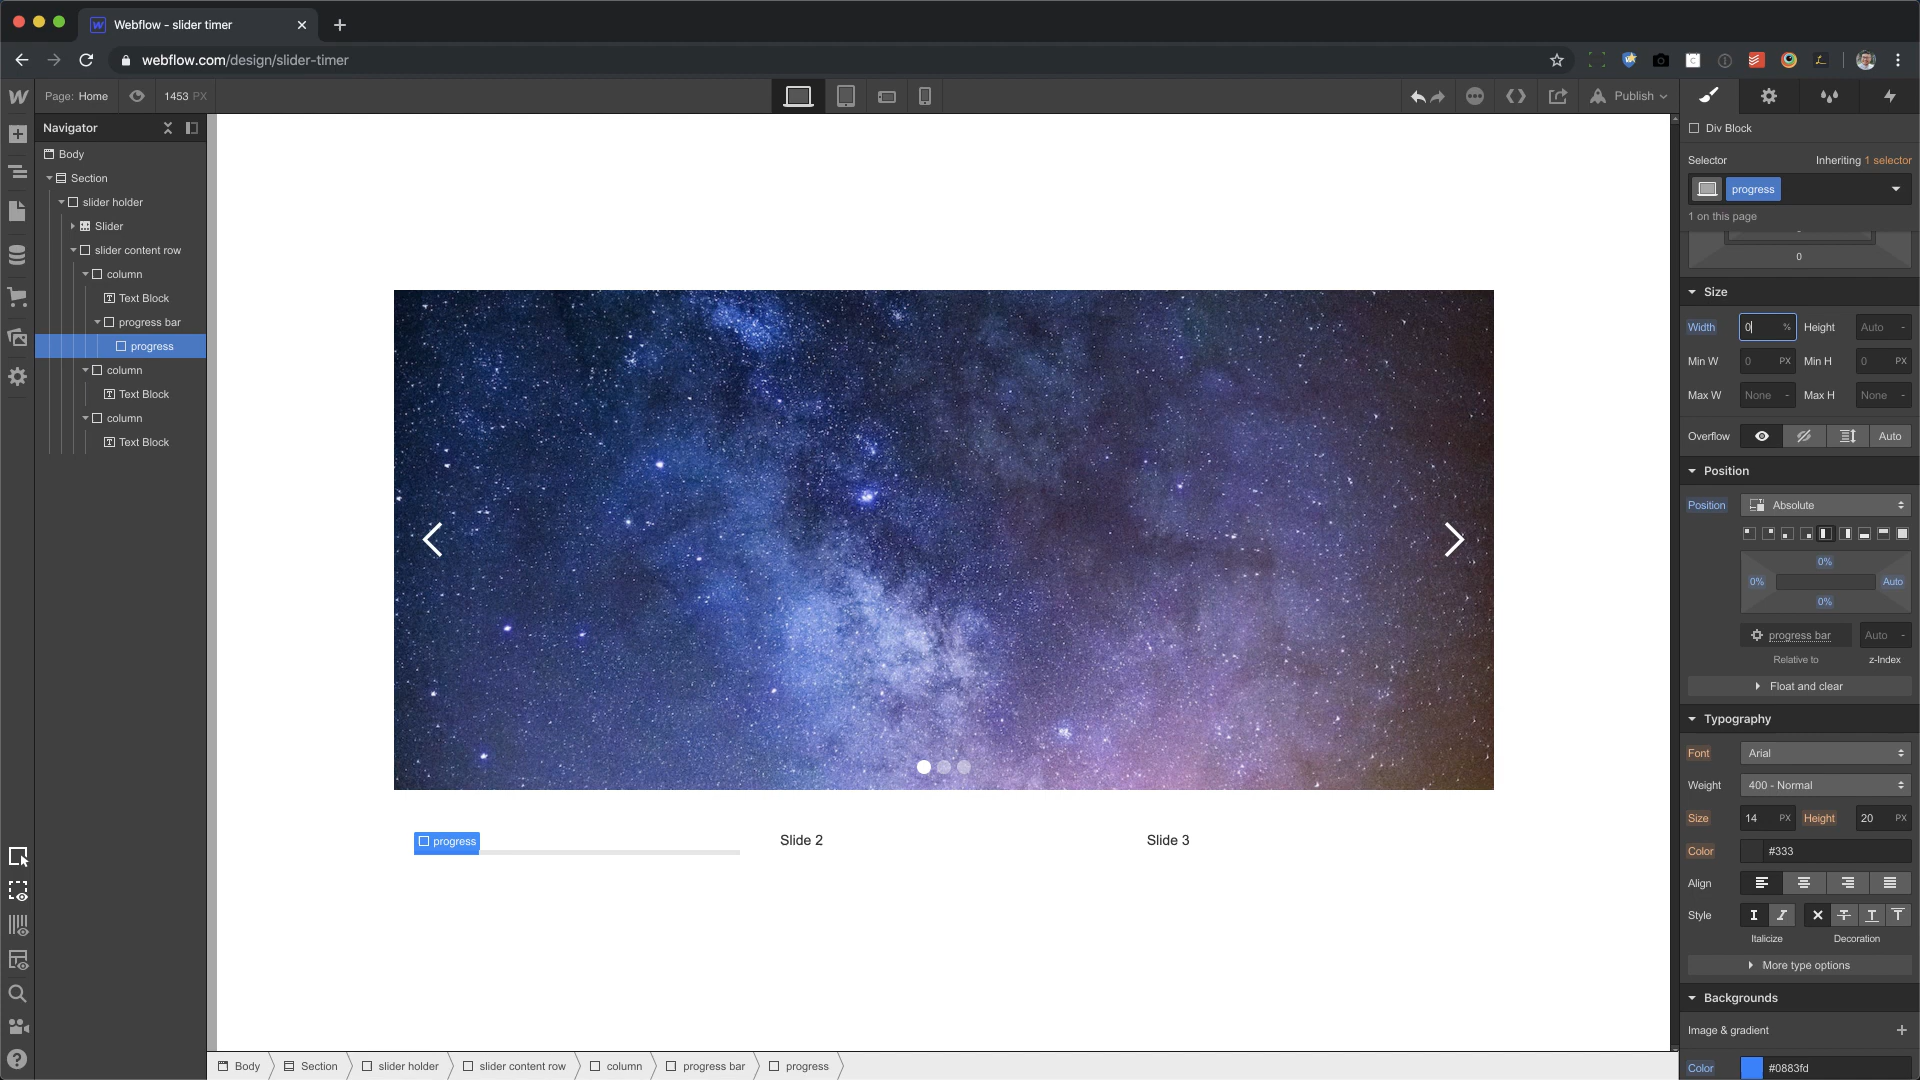 Webflow - slider timer
webflow.com/design/slider-timer
Page: Home
1453 PX
Publish
Navigator
Body
Section
slider holder
Slider
slider content row
column
Text Block
progress bar
progress
column
Text Block
column
Text Block
progress
Slide 2
Slide 3
Body
Section
slider holder
slider content row
column
progress bar
progress
Div Block
Selector
Inheriting 1 selector
progress
1 on this page
0
Size
Width
0 %
Height
Auto -
Min W
0 PX
Min H
0 PX
Max W
None -
Max H
None -
Overflow
Auto
Position
Position
Absolute
0%
0%
Auto
0%
progress bar
Auto -
Relative to
z-Index
Float and clear
Typography
Font
Arial
Weight
400 - Normal
Size
14 PX
Height
20 PX
Color
#333
Align
Style
Italicize
Decoration
More type options
Backgrounds
Image & gradient
Color
#0883fd